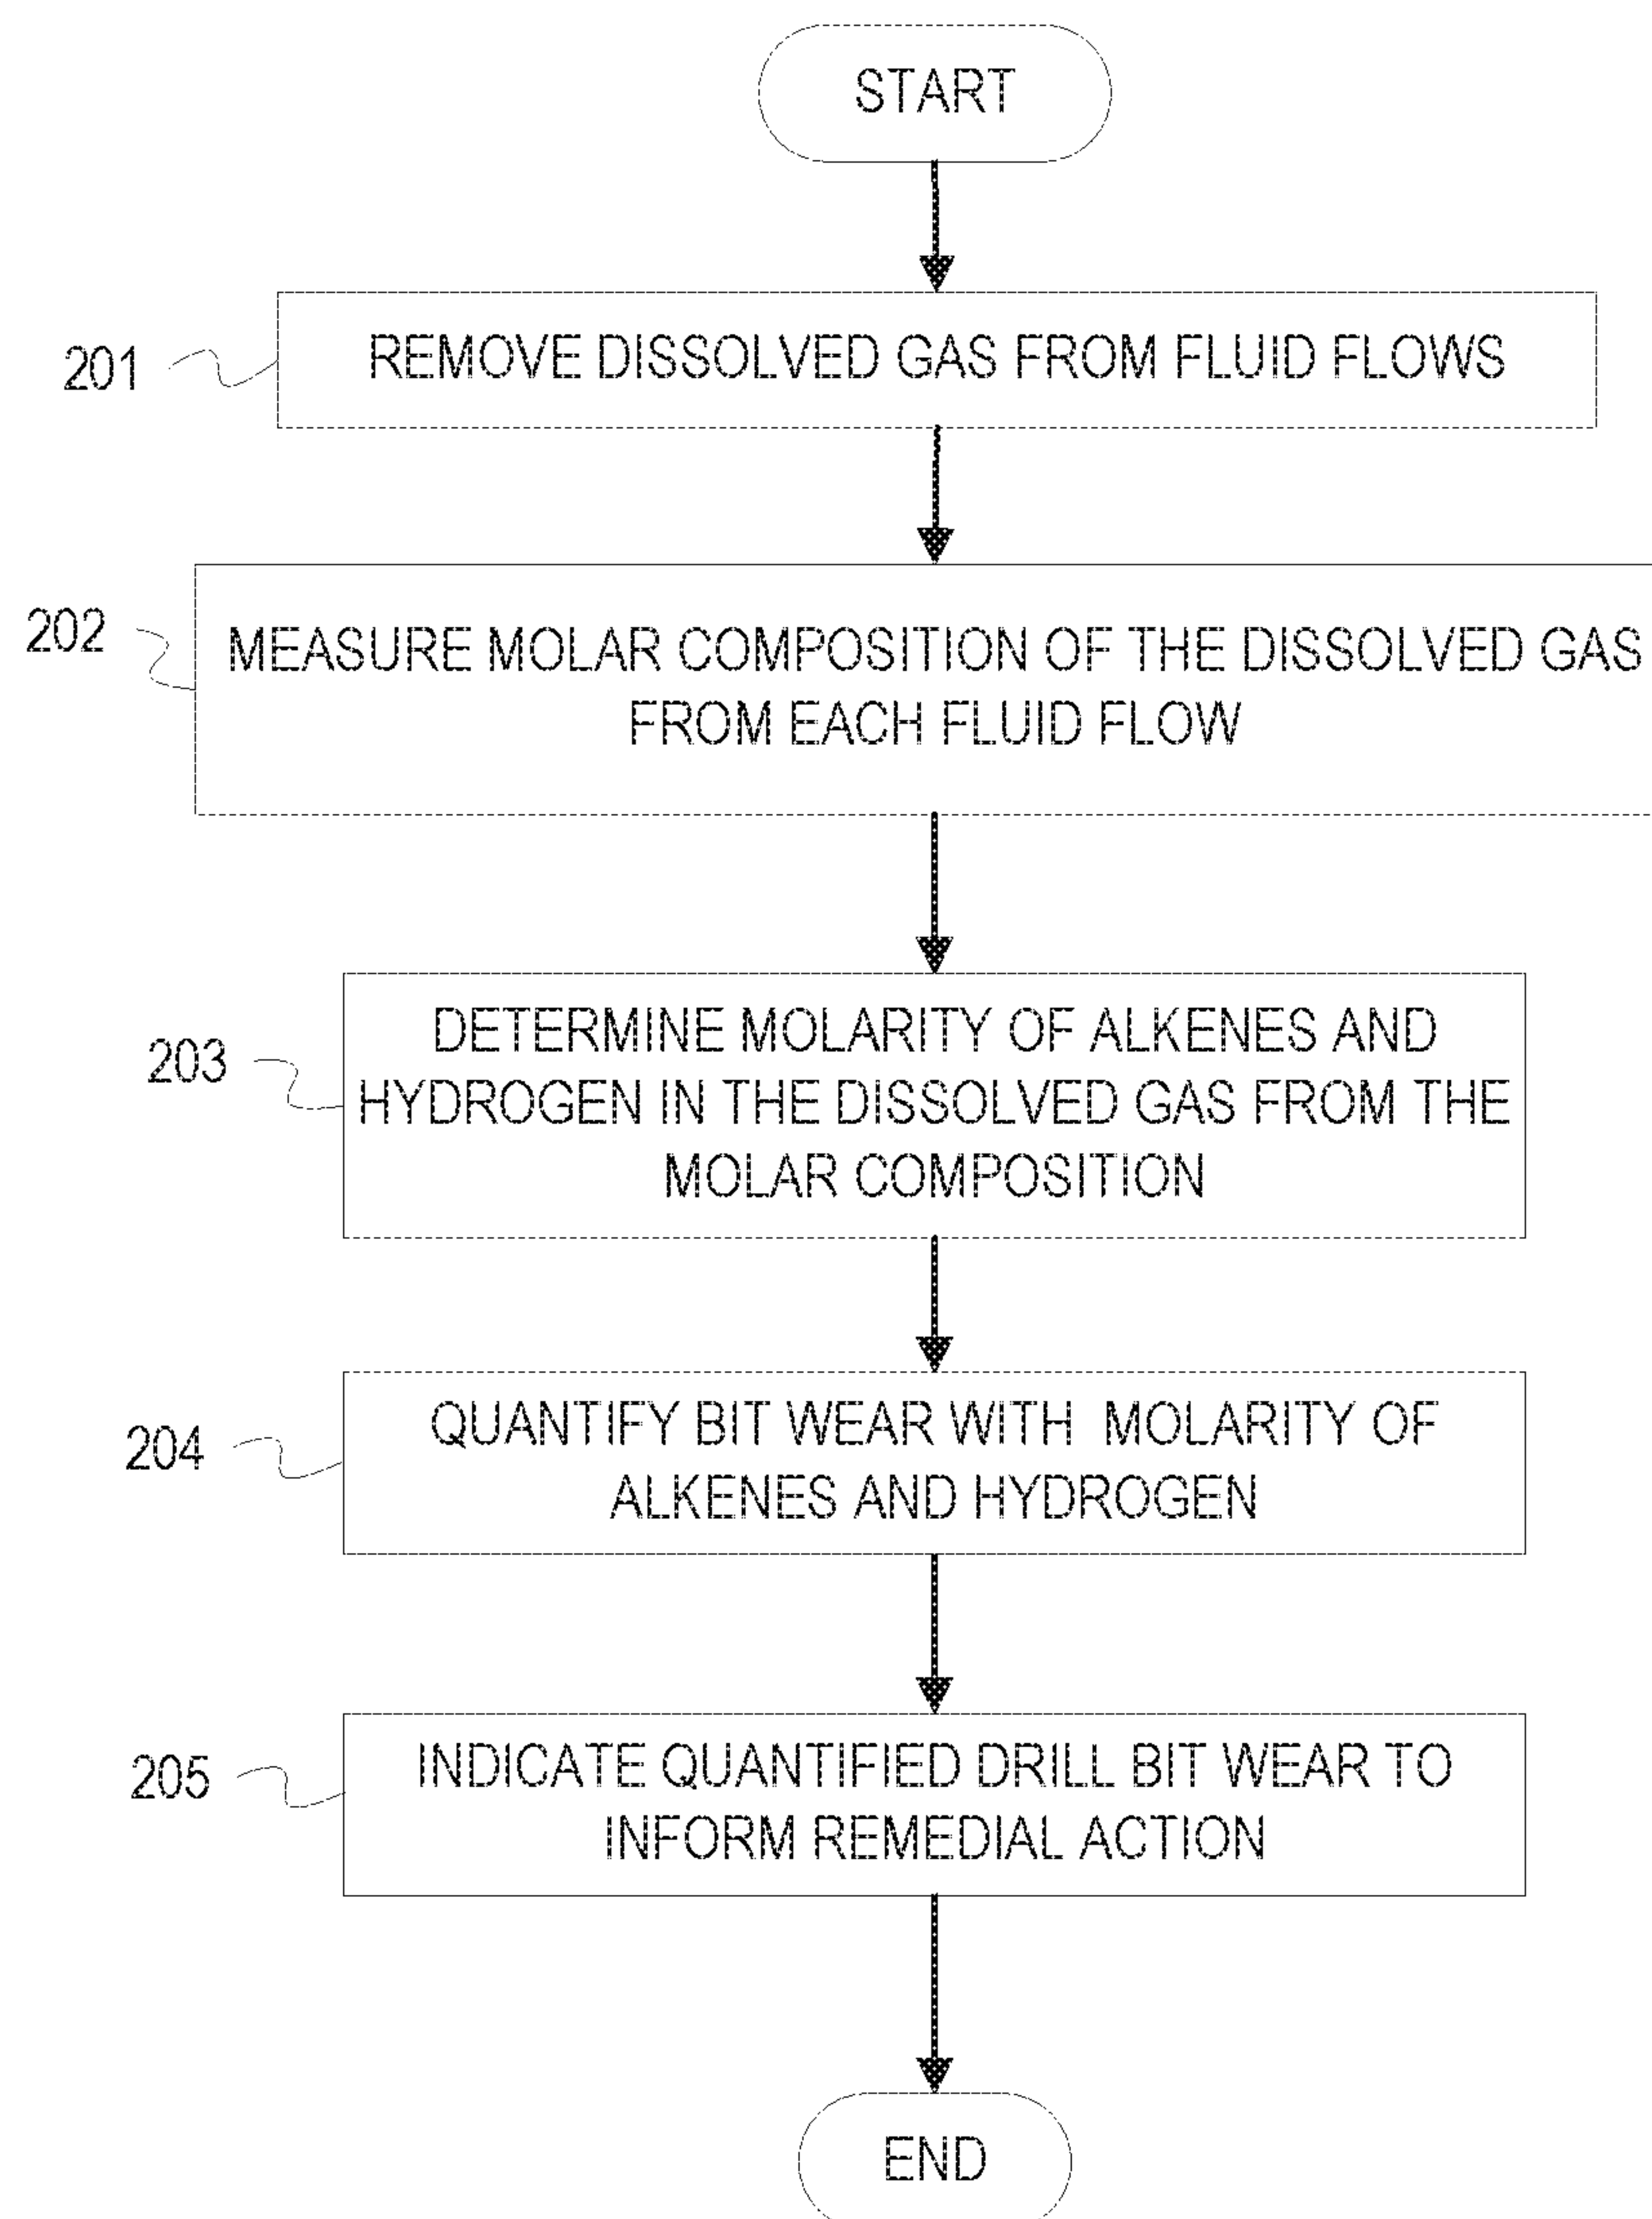 START
201
REMOVE DISSOLVED GAS FROM FLUID FLOWS
202
MEASURE MOLAR COMPOSITION OF THE DISSOLVED GAS
FROM EACH FLUID FLOW
203
DETERMINE MOLARITY OF ALKENES AND
HYDROGEN IN THE DISSOLVED GAS FROM THE
MOLAR COMPOSITION
204
QUANTIFY BIT WEAR WITH MOLARITY OF
ALKENES AND HYDROGEN
205
INDICATE QUANTIFIED DRILL BIT WEAR TO
INFORM REMEDIAL ACTION
END